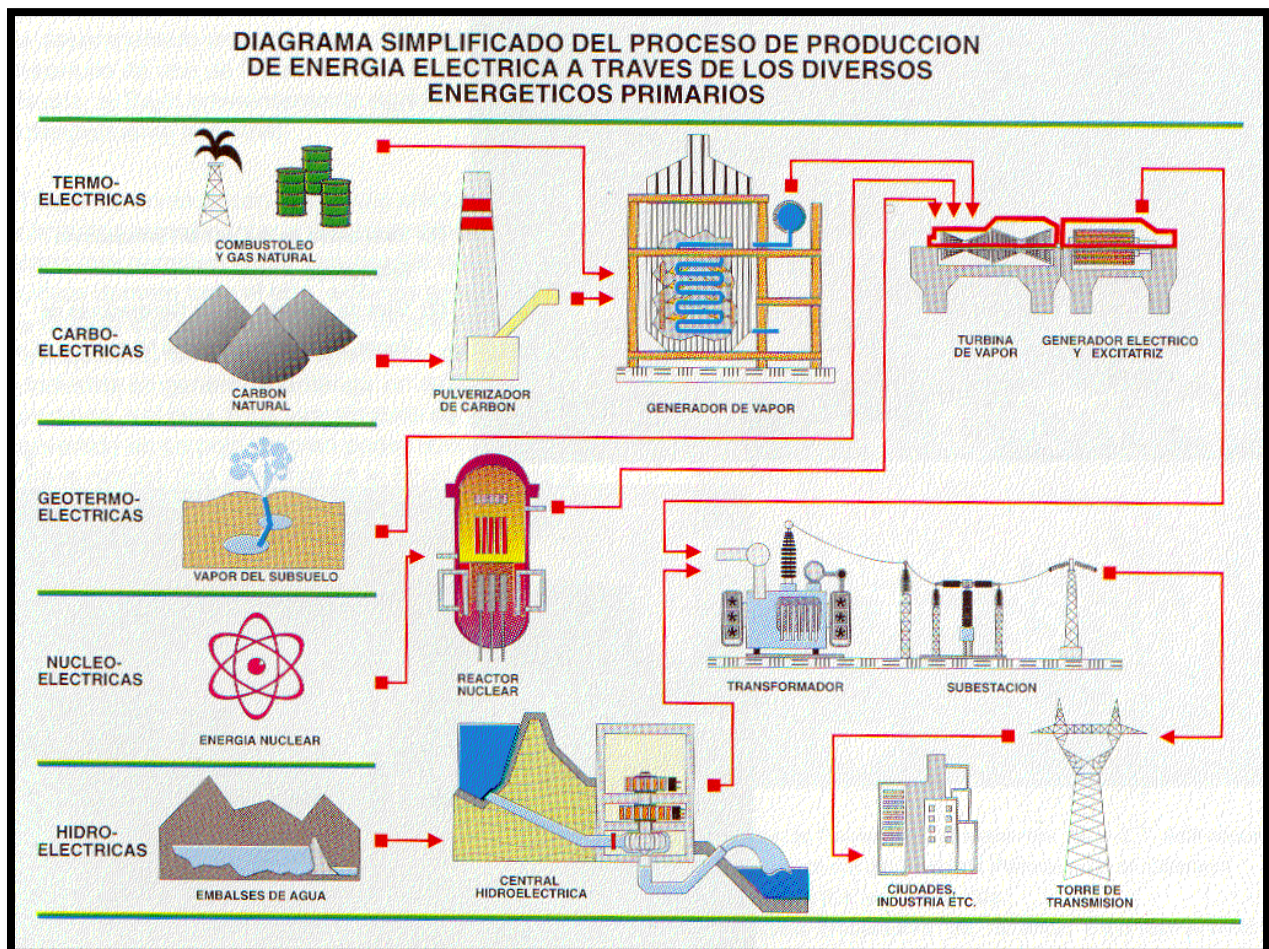 DIAGRAMA SIMPLIFICADO DEL PROCESO DE PRODUCCION
DE ENERGIA ELECTRICA A TRAVES DE LOS DIVERSOS
ENERGETICOS PRIMARIOS
TERMO-
ELECTRICAS
COMBUSTOLEO
Y GAS NATURAL
CARBO-
ELECTRICAS
CARBON
NATURAL
PULVERIZADOR
DE CARBON
GENERADOR DE VAPOR
TURBINA
DE VAPOR
GENERADOR ELECTRICO
Y EXCITATRIZ
GEOTERMO-
ELECTRICAS
VAPOR DEL SUBSUELO
NUCLEO-
ELECTRICAS
ENERGIA NUCLEAR
REACTOR
NUCLEAR
TRANSFORMADOR
SUBESTACION
HIDRO-
ELECTRICAS
EMBALSES DE AGUA
CENTRAL
HIDROELECTRICA
CIUDADES,
INDUSTRIA ETC.
TORRE DE
TRANSMISION